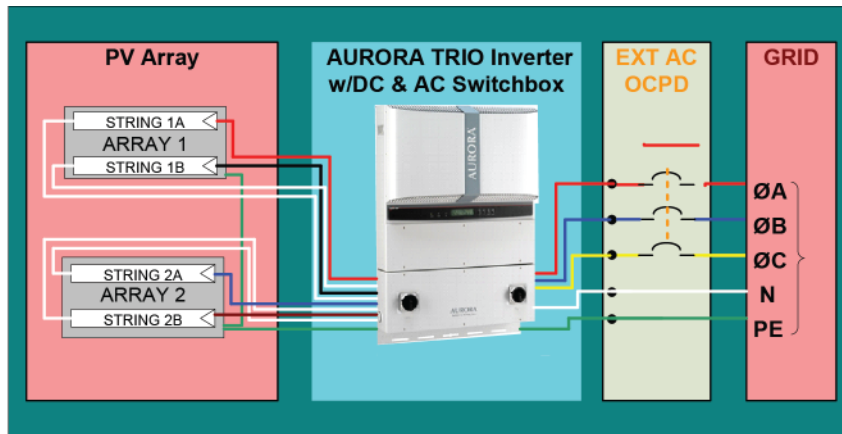 PV Array
STRING 1A
ARRAY 1
STRING 1B
STRING 2A
ARRAY 2
STRING 2B
AURORA TRIO Inverter
w/DC & AC Switchbox
AURORA
AURORA
EXT AC
OCPD
GRID
ØA
ØB
ØC
N
PE